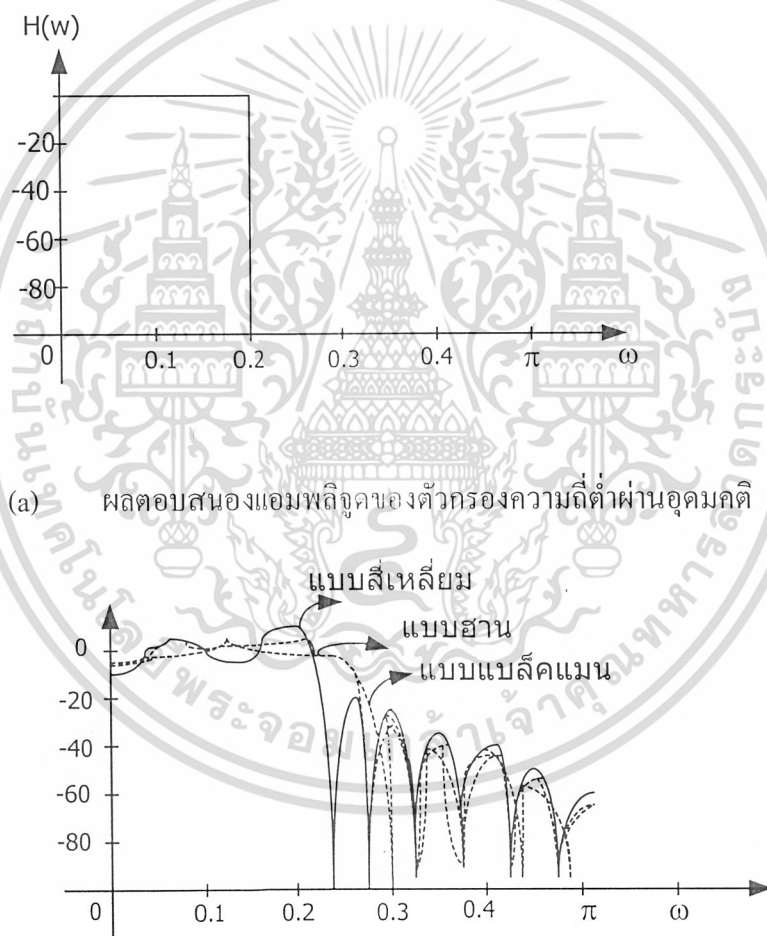 H(w)
-20
-40
-60
-80
0 0.1 0.2 0.3 0.4 π ω
(a) ผลตอบสนองแอมพลิจูดของตัวกรองความถี่ต่ำผ่านอุดมคติ
แบบสี่เหลี่ยม
แบบฮาน
แบบแบล็คแมน
0
-20
-40
-60
-80
0 0.1 0.2 0.3 0.4 π ω